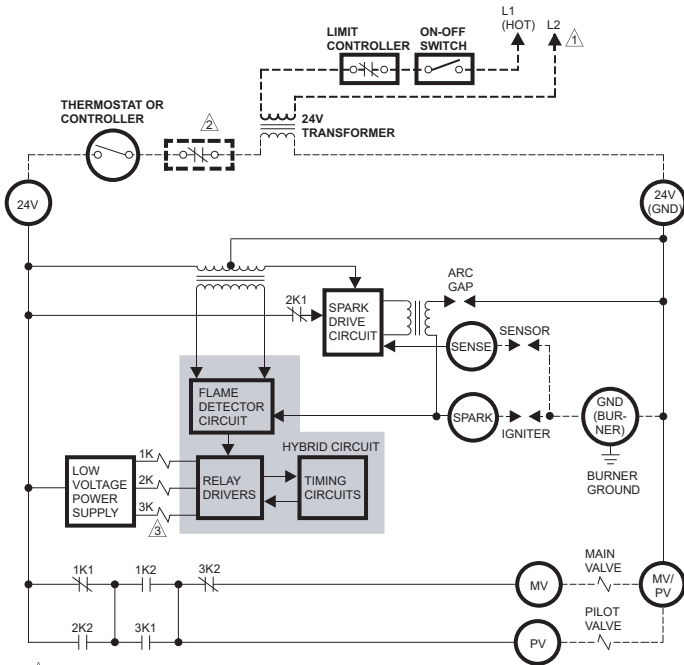 L1
(HOT)
L2
1
LIMIT
CONTROLLER
ON-OFF
SWITCH
THERMOSTAT OR
CONTROLLER
2
24V
TRANSFORMER
24V
24V
(GND)
2K1
SPARK
DRIVE
CIRCUIT
ARC
GAP
SENSE
SENSOR
FLAME
DETECTOR
CIRCUIT
SPARK
IGNITER
GND
(BUR-
NER)
BURNER
GROUND
HYBRID CIRCUIT
LOW
VOLTAGE
POWER
SUPPLY
1K
2K
3K
3
RELAY
DRIVERS
TIMING
CIRCUITS
1K1
1K2
3K2
MV
MAIN
VALVE
MV/
PV
2K2
3K1
PV
PILOT
VALVE